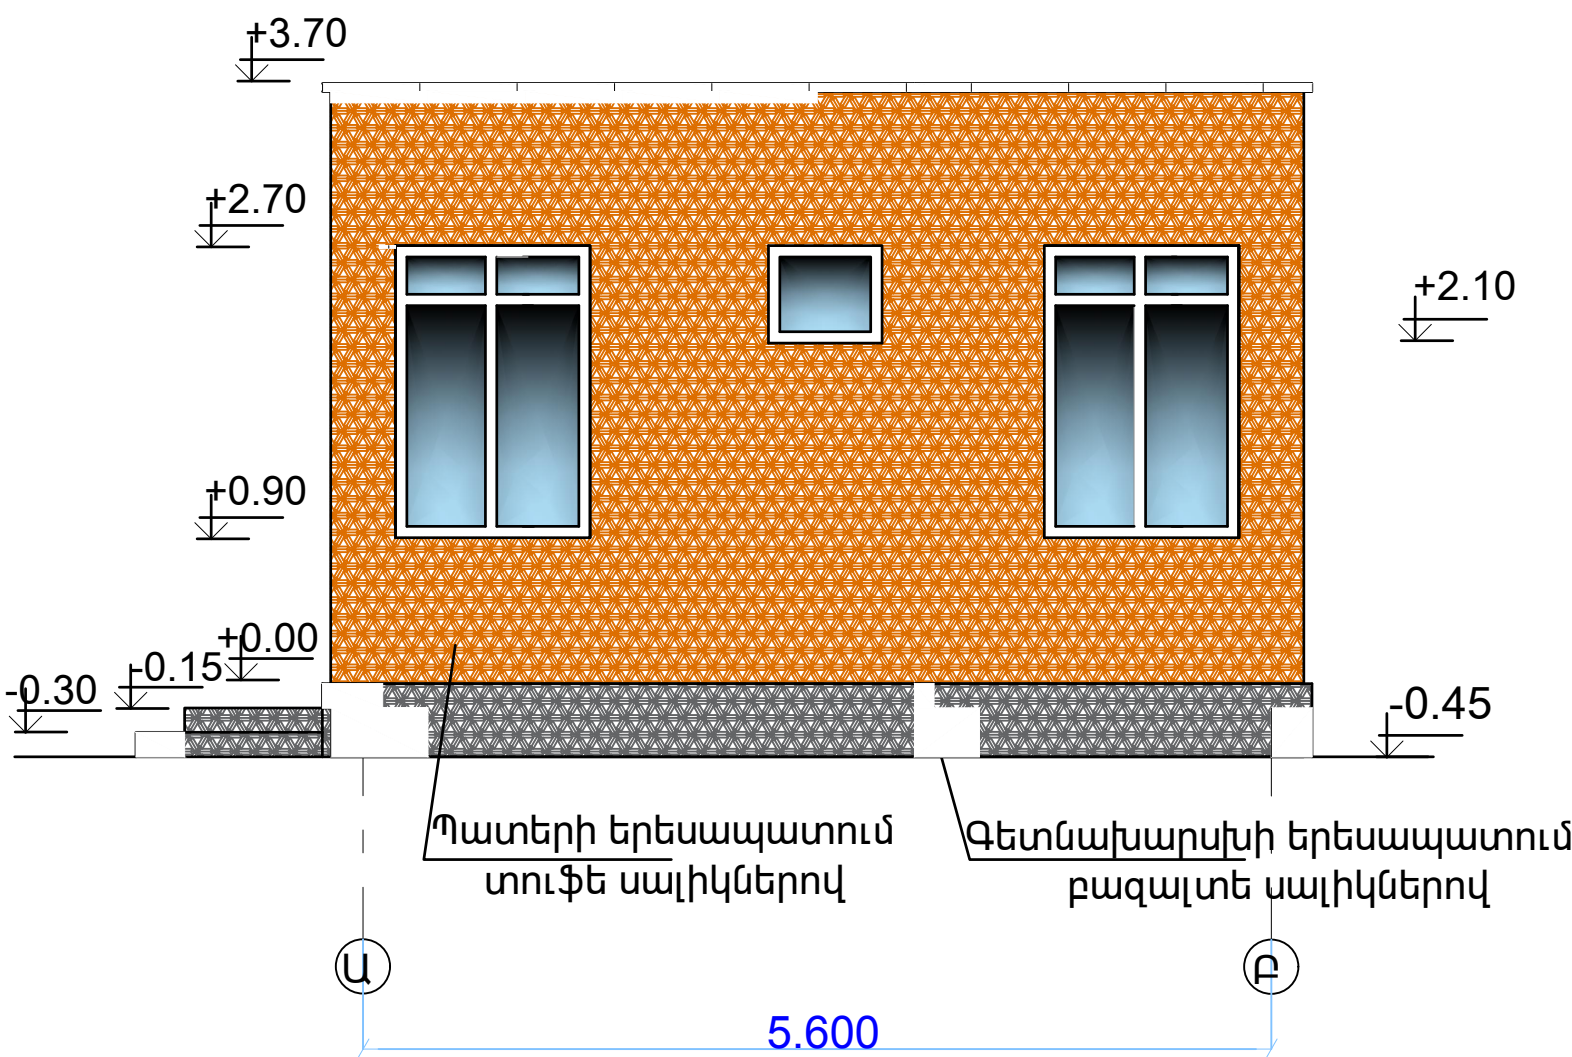 +3.70
+2.70
+2.10
+0.90
+0.00
-0.15
-0.30
-0.45
Պատերի երեսապատում
տուֆե սալիկներով
Գետնախարսխի երեսապատում
բազալտե սալիկներով
Ա
Բ
5.600